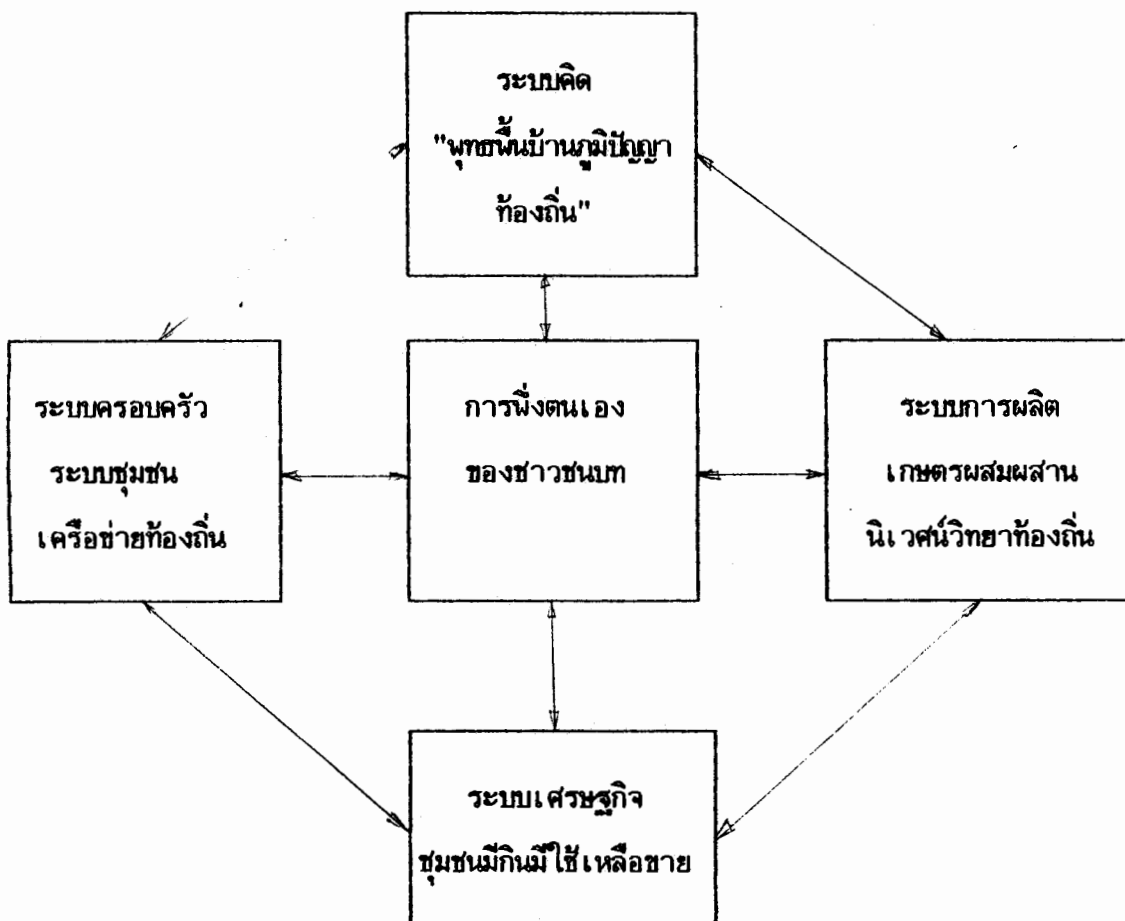 ระบบคิด
"พุทธพื้นบ้านภูมิปัญญา
ท้องถิ่น"
ระบบครอบครัว
ระบบชุมชน
เครือข่ายท้องถิ่น
การพึ่งตนเอง
ของชาวชนบท
ระบบการผลิต
เกษตรผสมผสาน
นิเวศน์วิทยาท้องถิ่น
ระบบเศรษฐกิจ
ชุมชนมีกินมีใช้เหลือขาย